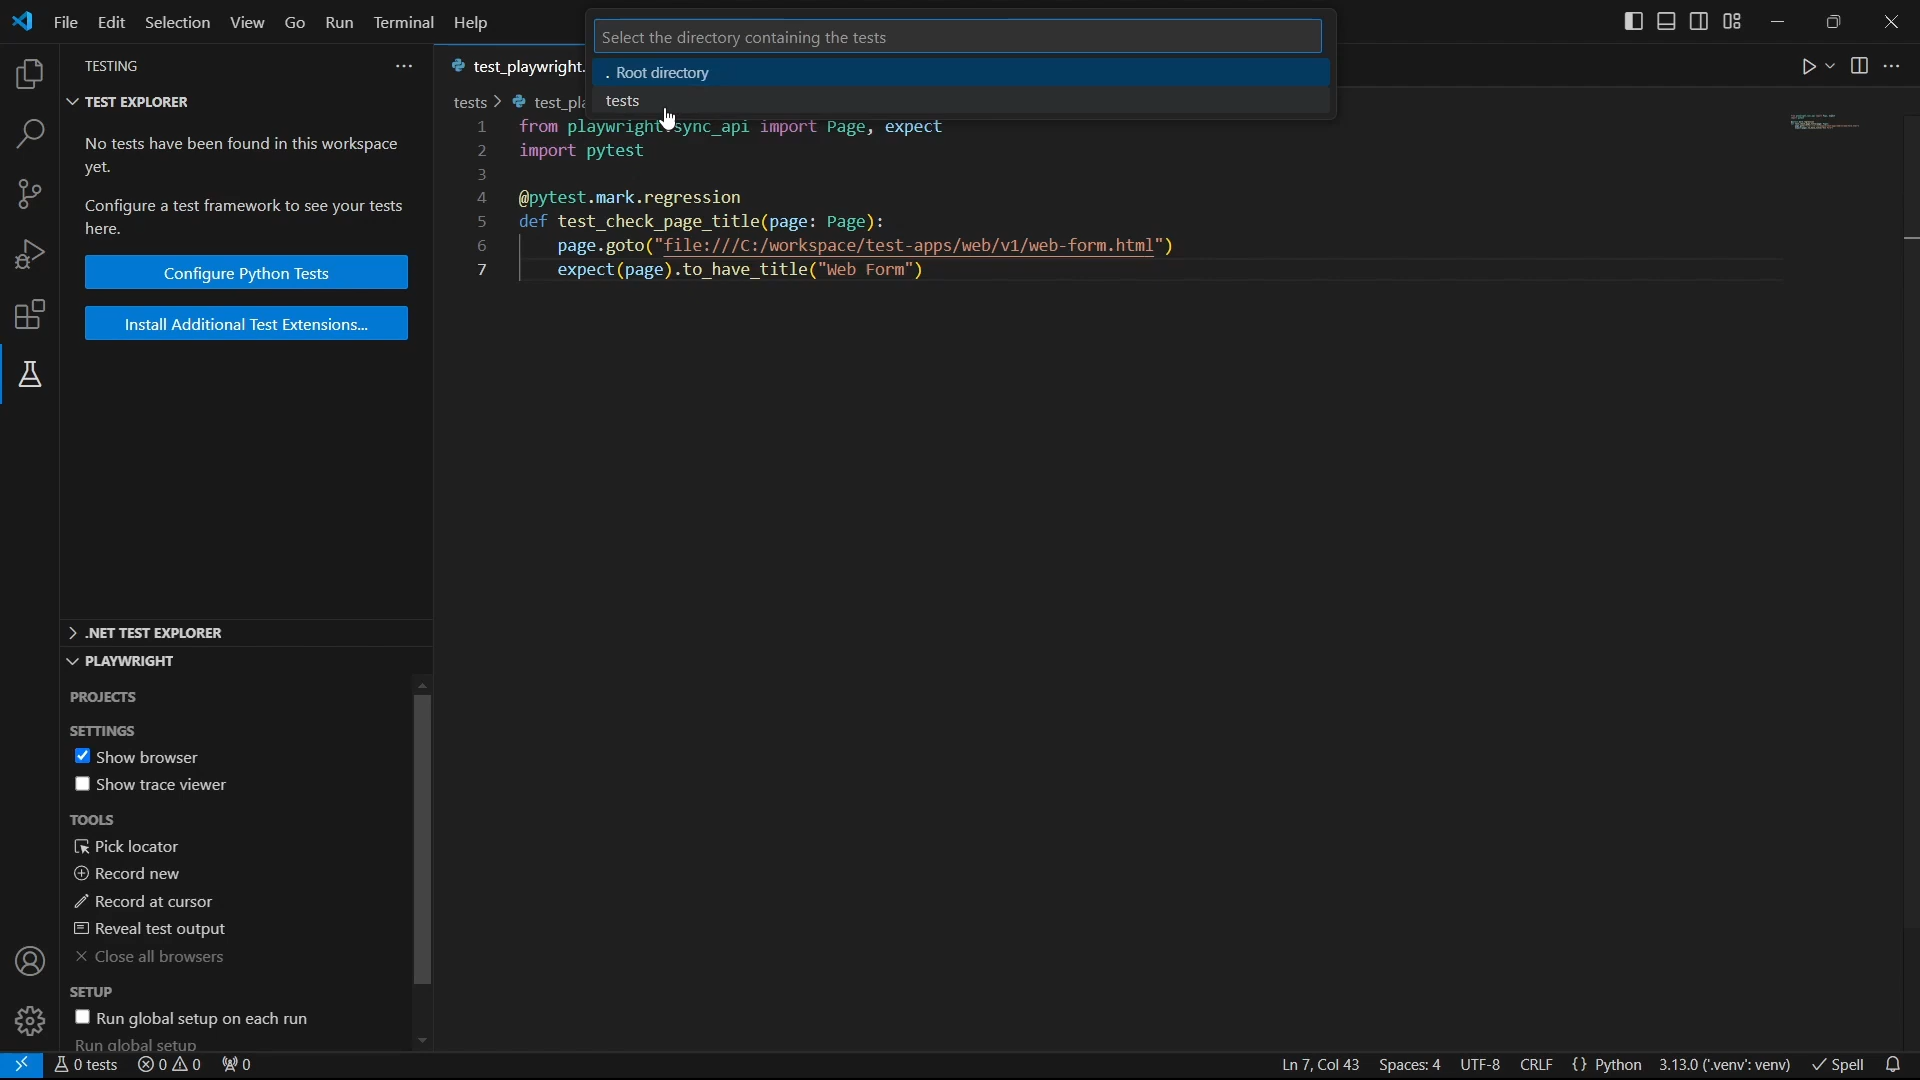 File Edit Selection View Go Run Terminal Help
Select the directory containing the tests
. Root directory
tests
TESTING
TEST EXPLORER
No tests have been found in this workspace
yet.
Configure a test framework to see your tests
here.
Configure Python Tests
Install Additional Test Extensions...
.NET TEST EXPLORER
PLAYWRIGHT
PROJECTS
SETTINGS
Show browser
Show trace viewer
TOOLS
Pick locator
Record new
Record at cursor
Reveal test output
Close all browsers
SETUP
Run global setup on each run
Run global setup
test_playwright.
tests > test_pla
1 from playwright.sync_api import Page, expect
2 import pytest
3
4 @pytest.mark.regression
5 def test_check_page_title(page: Page):
6 page.goto("file:///C:/workspace/test-apps/web/v1/web-form.html")
7 expect(page).to_have_title("Web Form")
0 tests 0 0 0 Ln 7, Col 43 Spaces: 4 UTF-8 CRLF {} Python 3.13.0 ('.venv': venv) Spell